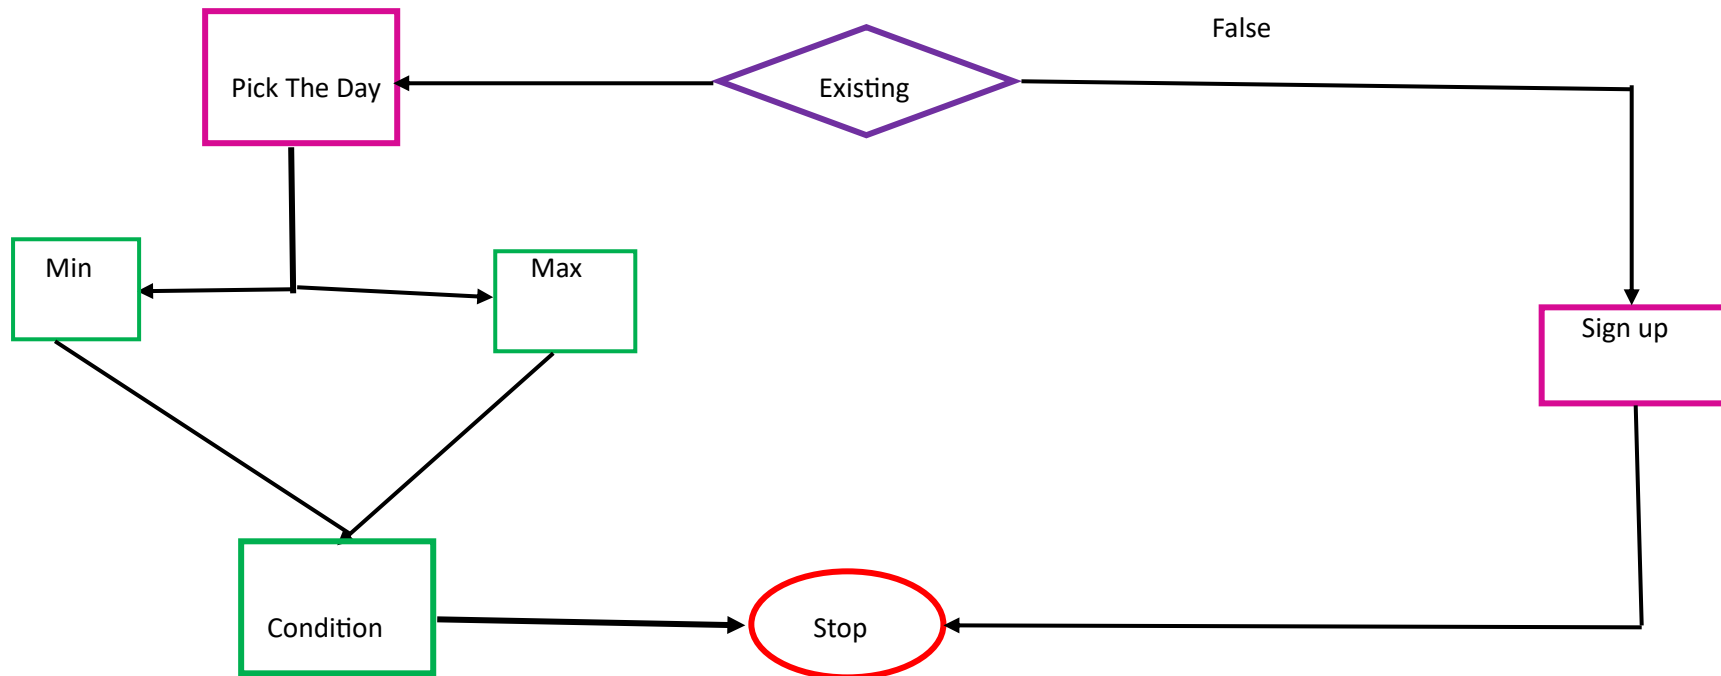 False
Pick The Day
Existing
Min
Max
Sign up
Condition
Stop